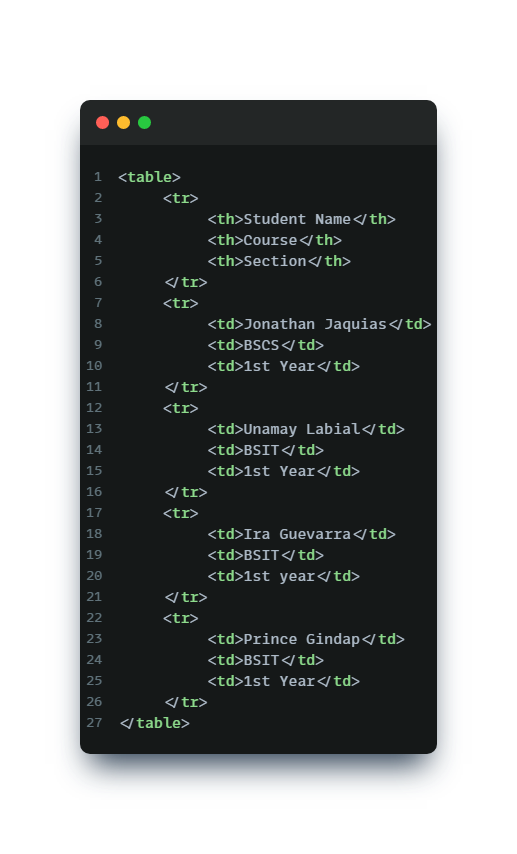 1 <table>
2 <tr>
3 <th>Student Name</th>
4 <th>Course</th>
5 <th>Section</th>
6 </tr>
7 <tr>
8 <td>Jonathan Jaquias</td>
9 <td>BSCS</td>
10 <td>1st Year</td>
11 </tr>
12 <tr>
13 <td>Unamay Labial</td>
14 <td>BSIT</td>
15 <td>1st Year</td>
16 </tr>
17 <tr>
18 <td>Ira Guevarra</td>
19 <td>BSIT</td>
20 <td>1st year</td>
21 </tr>
22 <tr>
23 <td>Prince Gindap</td>
24 <td>BSIT</td>
25 <td>1st Year</td>
26 </tr>
27 </table>